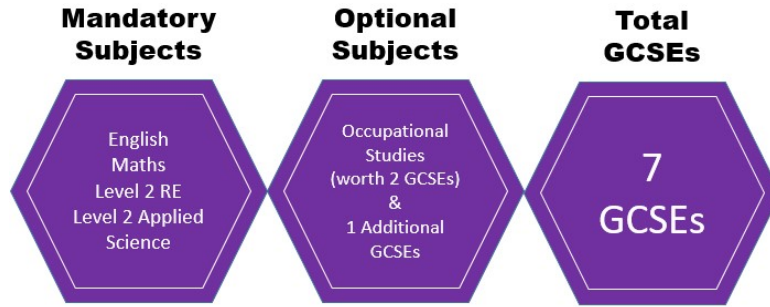 Mandatory
Subjects
Optional
Subjects
Total
GCSEs
English
Maths
Level 2 RE
Level 2 Applied
Science
Occupational
Studies
(worth 2 GCSEs)
&
1 Additional
GCSEs
7
GCSEs